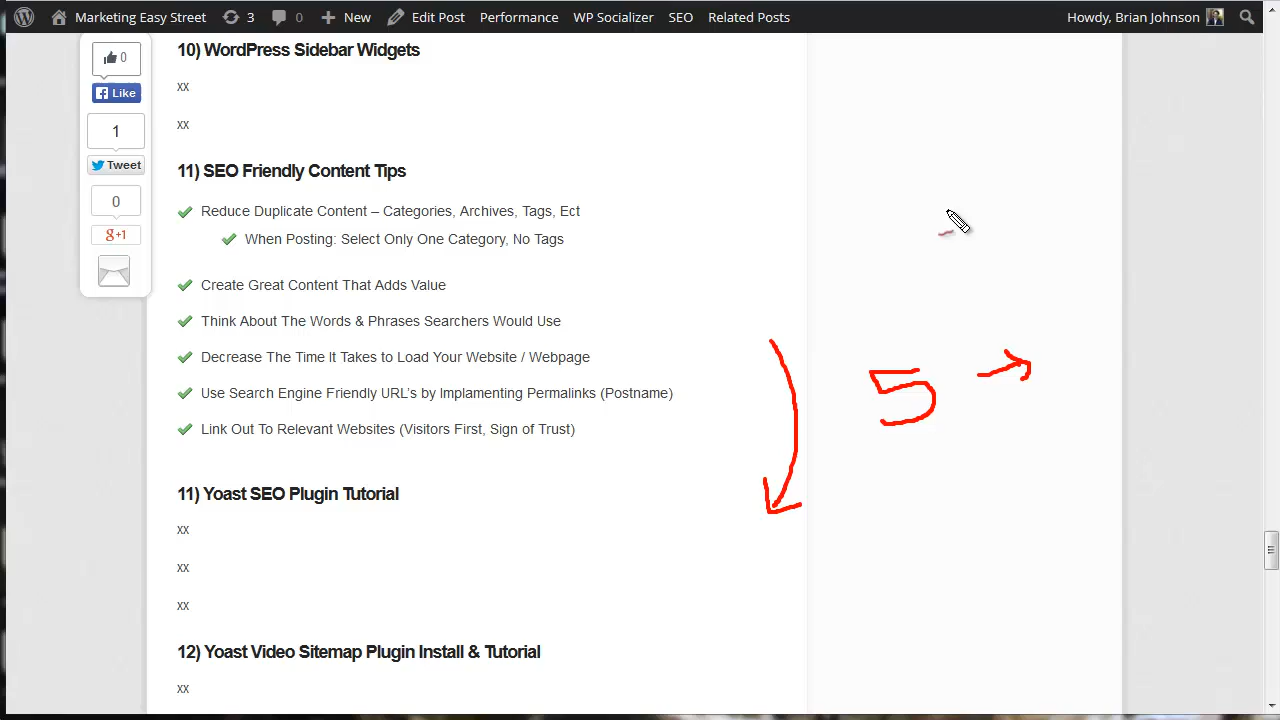 Marketing Easy Street 3 0 New Edit Post Performance WP Socializer SEO Related Posts Howdy, Brian Johnson
0
Like
1
Tweet
0
g+1
10) WordPress Sidebar Widgets
xx
xx
11) SEO Friendly Content Tips
Reduce Duplicate Content – Categories, Archives, Tags, Ect
When Posting: Select Only One Category, No Tags
Create Great Content That Adds Value
Think About The Words & Phrases Searchers Would Use
Decrease The Time It Takes to Load Your Website / Webpage
Use Search Engine Friendly URL's by Implamenting Permalinks (Postname)
Link Out To Relevant Websites (Visitors First, Sign of Trust)
5
11) Yoast SEO Plugin Tutorial
xx
xx
xx
12) Yoast Video Sitemap Plugin Install & Tutorial
xx